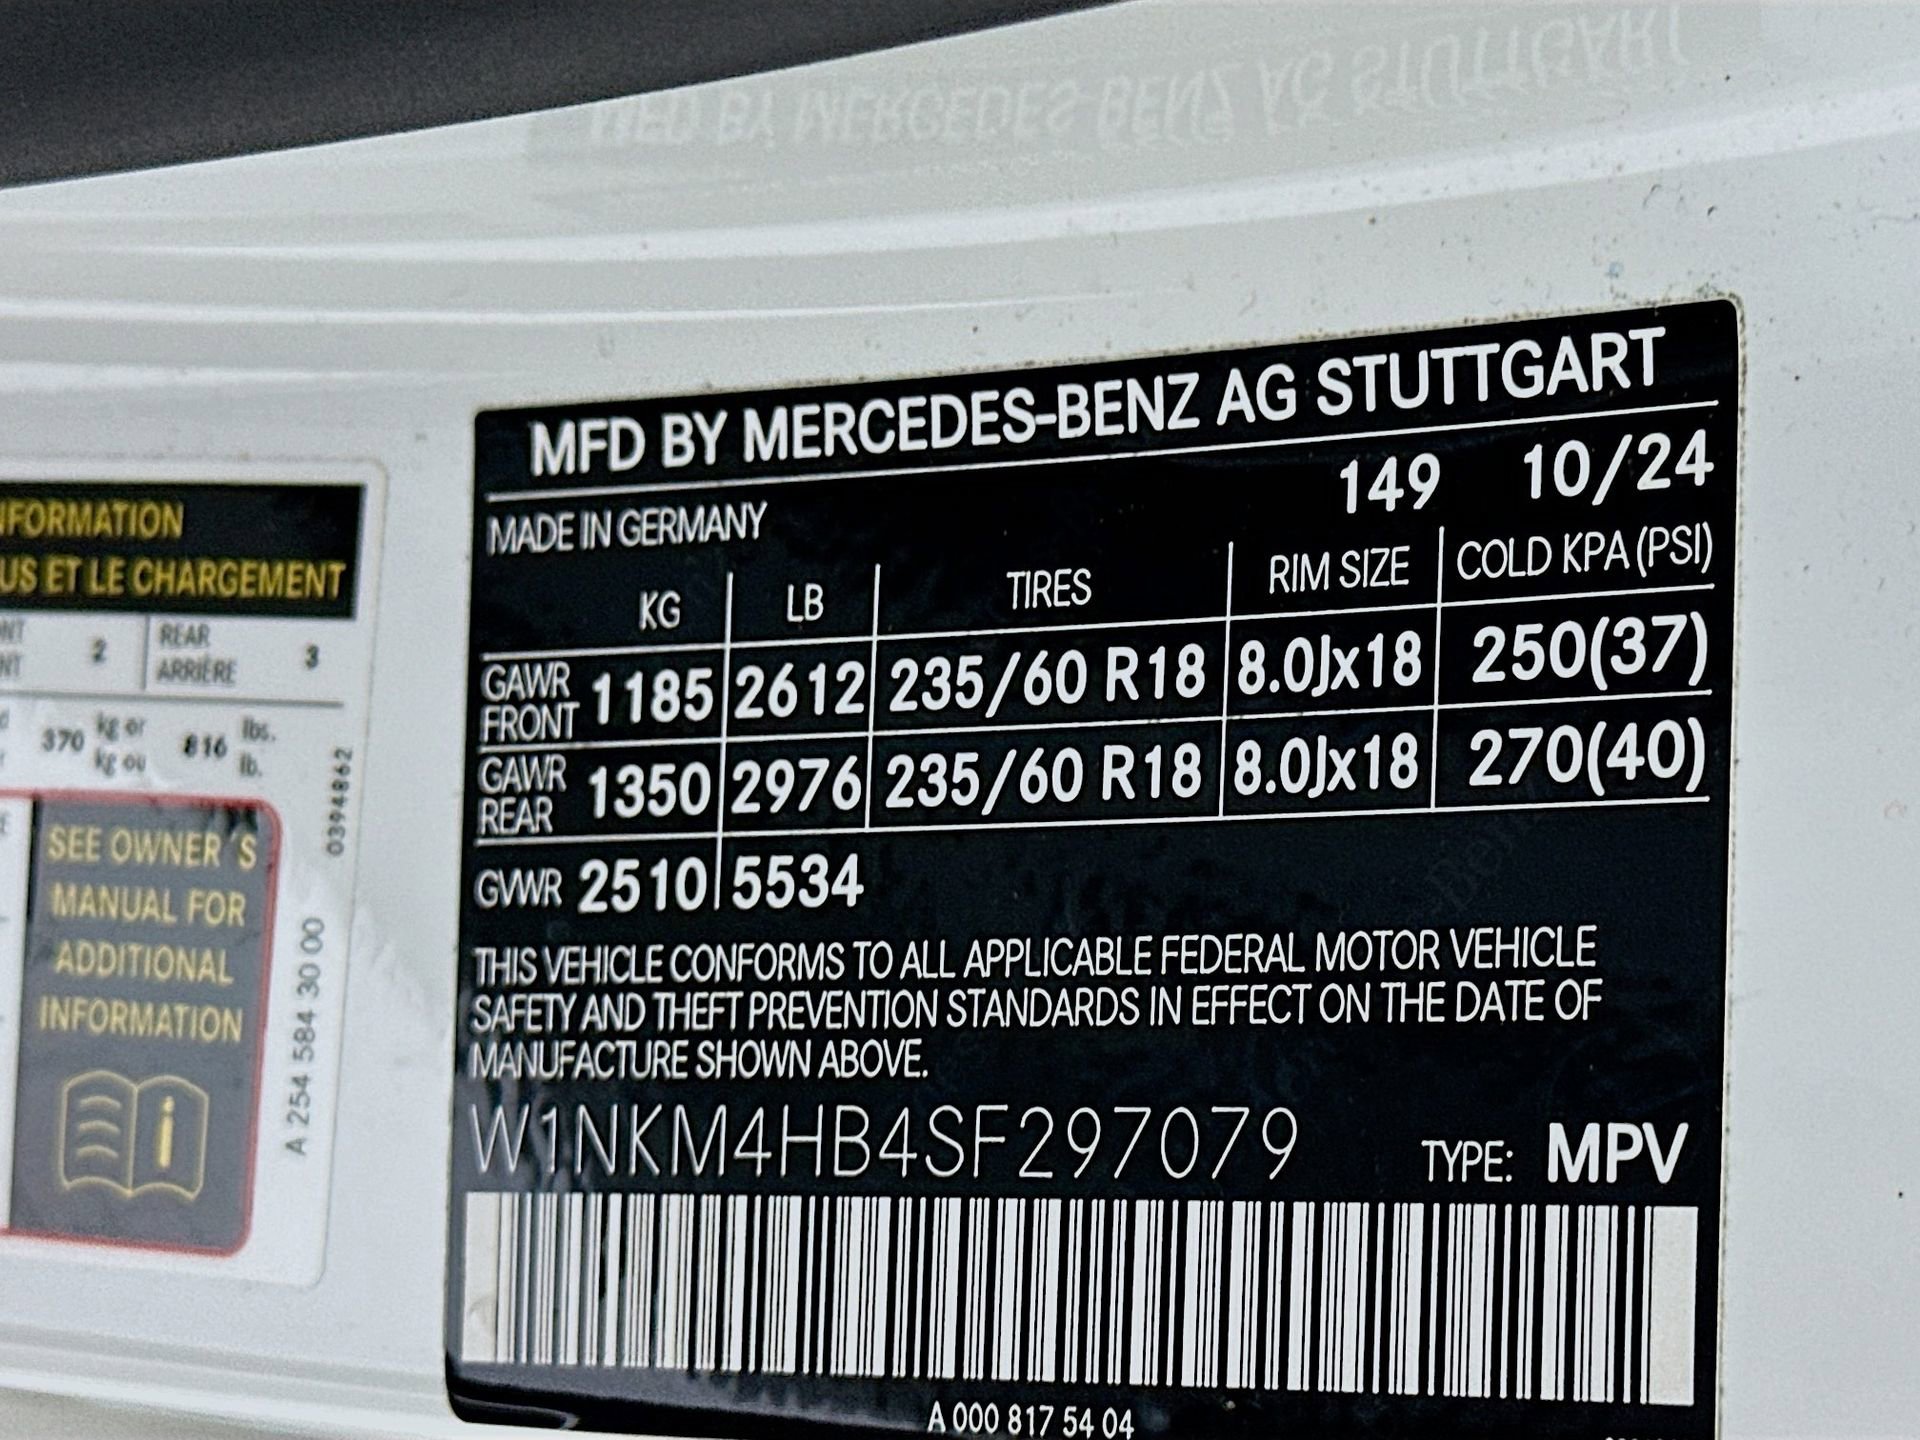 MFD BY MERCEDES-BENZ AG STUTTGART
MADE IN GERMANY 149 10/24
KG LB TIRES RIM SIZE COLD KPA (PSI)
GAWR FRONT 1185 2612 235/60 R18 8.0Jx18 250(37)
GAWR REAR 1350 2976 235/60 R18 8.0Jx18 270(40)
GVWR 2510 5534
THIS VEHICLE CONFORMS TO ALL APPLICABLE FEDERAL MOTOR VEHICLE
SAFETY AND THEFT PREVENTION STANDARDS IN EFFECT ON THE DATE OF
MANUFACTURE SHOWN ABOVE.
W1NKM4HB4SF297079 TYPE: MPV
A 000 817 54 04
ET LE CHARGEMENT
2 REAR
ARRIÈRE 3
370 kg or
kg ou 816 lbs.
lb.
SEE OWNER'S
MANUAL FOR
ADDITIONAL
INFORMATION
i
A 254 584 30 00
0394862